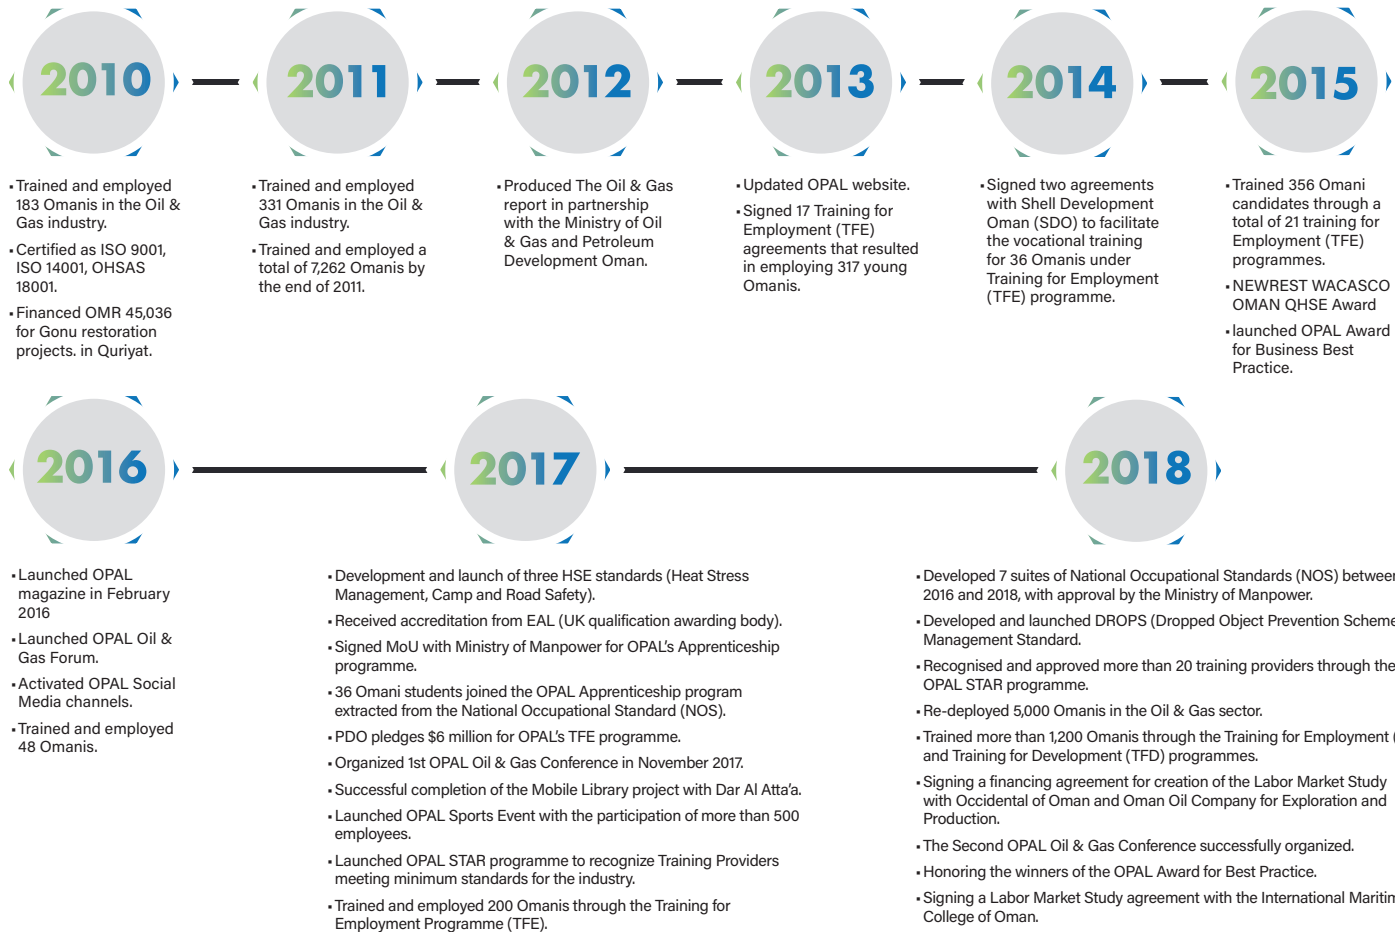 2010
2011
2012
2013
2014
2015
▪ Trained and employed
183 Omanis in the Oil &
Gas industry.
▪ Certified as ISO 9001,
ISO 14001, OHSAS
18001.
▪ Financed OMR 45,036
for Gonu restoration
projects. in Quriyat.
▪ Trained and employed
331 Omanis in the Oil &
Gas industry.
▪ Trained and employed a
total of 7,262 Omanis by
the end of 2011.
▪ Produced The Oil & Gas
report in partnership
with the Ministry of Oil
& Gas and Petroleum
Development Oman.
▪ Updated OPAL website.
▪ Signed 17 Training for
Employment (TFE)
agreements that resulted
in employing 317 young
Omanis.
▪ Signed two agreements
with Shell Development
Oman (SDO) to facilitate
the vocational training
for 36 Omanis under
Training for Employment
(TFE) programme.
▪ Trained 356 Omani
candidates through a
total of 21 training for
Employment (TFE)
programmes.
▪ NEWREST WACASCO
OMAN QHSE Award
▪ launched OPAL Award
for Business Best
Practice.
2016
2017
2018
▪ Launched OPAL
magazine in February
2016
▪ Launched OPAL Oil &
Gas Forum.
▪ Activated OPAL Social
Media channels.
▪ Trained and employed
48 Omanis.
▪ Development and launch of three HSE standards (Heat Stress
Management, Camp and Road Safety).
▪ Received accreditation from EAL (UK qualification awarding body).
▪ Signed MoU with Ministry of Manpower for OPAL's Apprenticeship
programme.
▪ 36 Omani students joined the OPAL Apprenticeship program
extracted from the National Occupational Standard (NOS).
▪ PDO pledges $6 million for OPAL's TFE programme.
▪ Organized 1st OPAL Oil & Gas Conference in November 2017.
▪ Successful completion of the Mobile Library project with Dar Al Atta'a.
▪ Launched OPAL Sports Event with the participation of more than 500
employees.
▪ Launched OPAL STAR programme to recognize Training Providers
meeting minimum standards for the industry.
▪ Trained and employed 200 Omanis through the Training for
Employment Programme (TFE).
▪ Developed 7 suites of National Occupational Standards (NOS)
2016 and 2018, with approval by the Ministry of Manpower.
▪ Developed and launched DROPS (Dropped Object Prevention Scheme
Management Standard.
▪ Recognised and approved more than 20 training providers through the
OPAL STAR programme.
▪ Re-deployed 5,000 Omanis in the Oil & Gas sector.
▪ Trained more than 1,200 Omanis through the Training for Employment (
and Training for Development (TFD) programmes.
▪ Signing a financing agreement for creation of the Labor Market Study
with Occidental of Oman and Oman Oil Company for Exploration and
Production.
▪ The Second OPAL Oil & Gas Conference successfully organized.
▪ Honoring the winners of the OPAL Award for Best Practice.
▪ Signing a Labor Market Study agreement with the International
College of Oman.